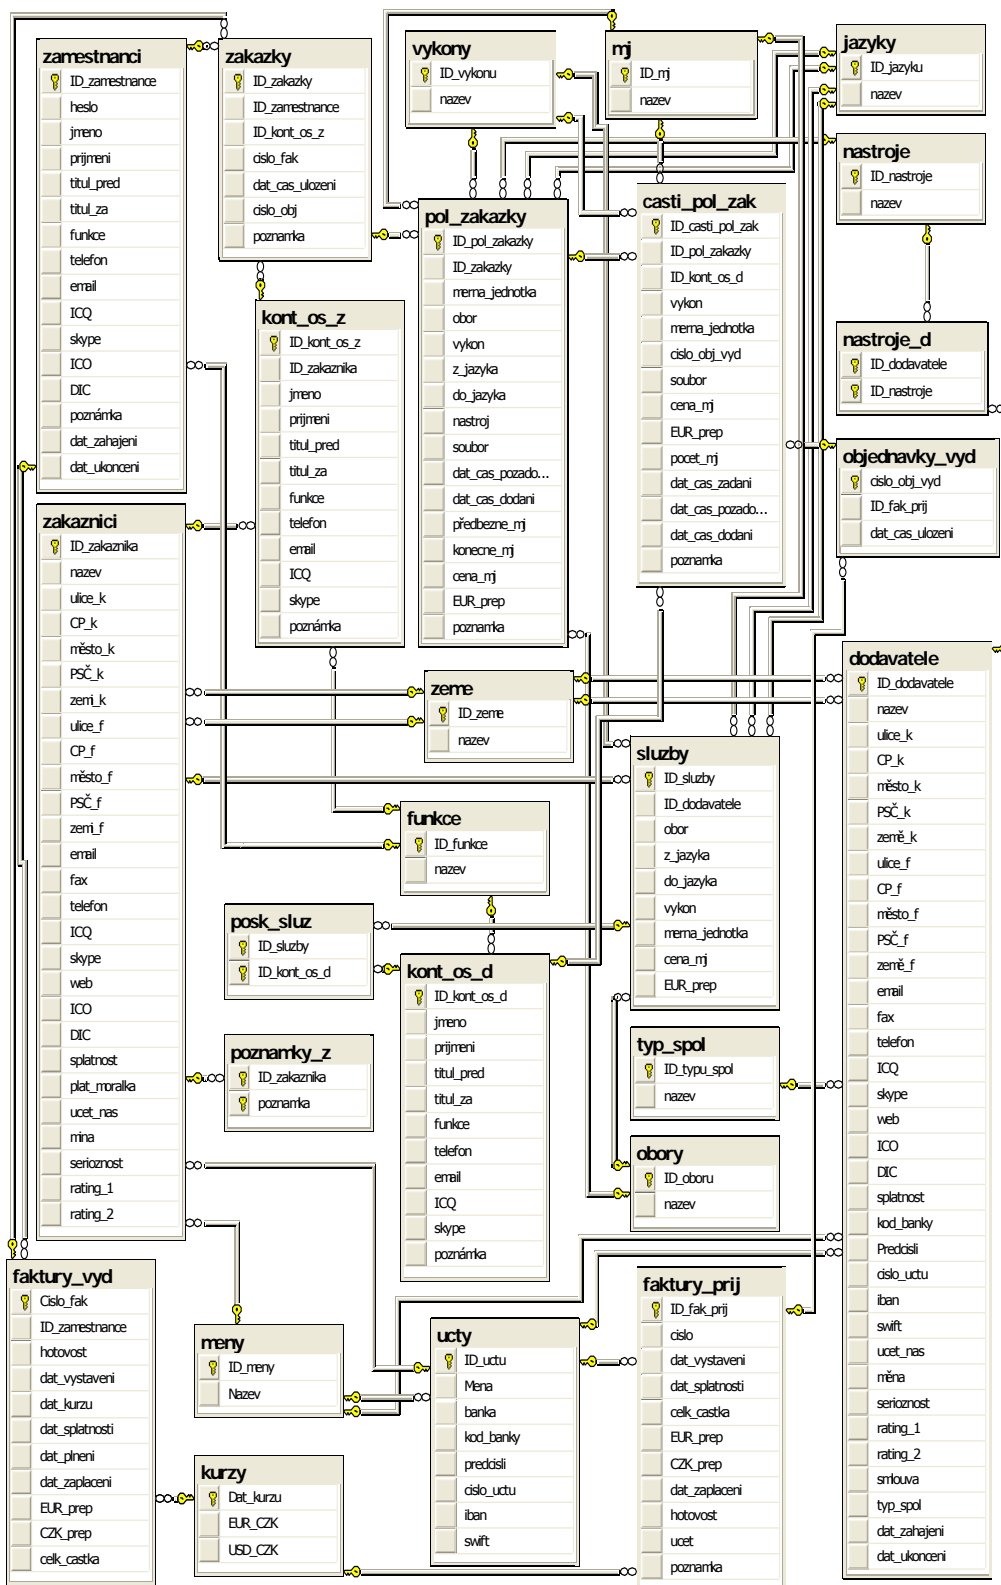 zamestnanci
ID_zamestnance
heslo
jmeno
prijmeni
titul_pred
titul_za
funkce
telefon
email
ICQ
skype
ICO
DIC
poznámka
dat_zahajeni
dat_ukonceni
zakazky
ID_zakazky
ID_zamestnance
ID_kont_os_z
cislo_fak
dat_cas_ulozeni
cislo_obj
poznamka
vykony
ID_vykonu
nazev
mj
ID_mj
nazev
jazyky
ID_jazyku
nazev
nastroje
ID_nastroje
nazev
pol_zakazky
ID_pol_zakazky
ID_zakazky
merna_jednotka
obor
vykon
z_jazyka
do_jazyka
nastroj
soubor
dat_cas_pozado...
dat_cas_dodani
předbezne_mj
konecne_mj
cena_mj
EUR_prep
poznamka
casti_pol_zak
ID_casti_pol_zak
ID_pol_zakazky
ID_kont_os_d
vykon
merna_jednotka
cislo_obj_vyd
soubor
cena_mj
EUR_prep
pocet_mj
dat_cas_zadani
dat_cas_pozado...
dat_cas_dodani
poznamka
nastroje_d
ID_dodavatele
ID_nastroje
kont_os_z
ID_kont_os_z
ID_zakaznika
jmeno
prijmeni
titul_pred
titul_za
funkce
telefon
email
ICQ
skype
poznámka
objednavky_vyd
cislo_obj_vyd
ID_fak_prij
dat_cas_ulozeni
zakaznici
ID_zakaznika
nazev
ulice_k
CP_k
město_k
PSČ_k
zemi_k
ulice_f
CP_f
město_f
PSČ_f
zemi_f
email
fax
telefon
ICQ
skype
web
ICO
DIC
splatnost
plat_moralka
ucet_nas
mina
serioznost
rating_1
rating_2
zeme
ID_zeme
nazev
dodavatele
ID_dodavatele
nazev
ulice_k
CP_k
město_k
PSČ_k
země_k
ulice_f
CP_f
město_f
PSČ_f
země_f
email
fax
telefon
ICQ
skype
web
ICO
DIC
splatnost
kod_banky
Predcisli
cislo_uctu
iban
swift
ucet_nas
měna
serioznost
rating_1
rating_2
smlouva
typ_spol
dat_zahajeni
dat_ukonceni
sluzby
ID_sluzby
ID_dodavatele
obor
z_jazyka
do_jazyka
vykon
merna_jednotka
cena_mj
EUR_prep
funkce
ID_funkce
nazev
posk_sluz
ID_sluzby
ID_kont_os_d
kont_os_d
ID_kont_os_d
jmeno
prijmeni
titul_pred
titul_za
funkce
telefon
email
ICQ
skype
poznámka
poznamky_z
ID_zakaznika
poznamka
typ_spol
ID_typu_spol
nazev
obory
ID_oboru
nazev
faktury_vyd
Cislo_fak
ID_zamestnance
hotovost
dat_vystaveni
dat_kurzu
dat_splatnosti
dat_plneni
dat_zaplaceni
EUR_prep
CZK_prep
celk_castka
meny
ID_meny
Nazev
ucty
ID_uctu
Mena
banka
kod_banky
predcisli
cislo_uctu
iban
swift
faktury_prij
ID_fak_prij
cislo
dat_vystaveni
dat_splatnosti
celk_castka
EUR_prep
CZK_prep
dat_zaplaceni
hotovost
ucet
poznamka
kurzy
Dat_kurzu
EUR_CZK
USD_CZK